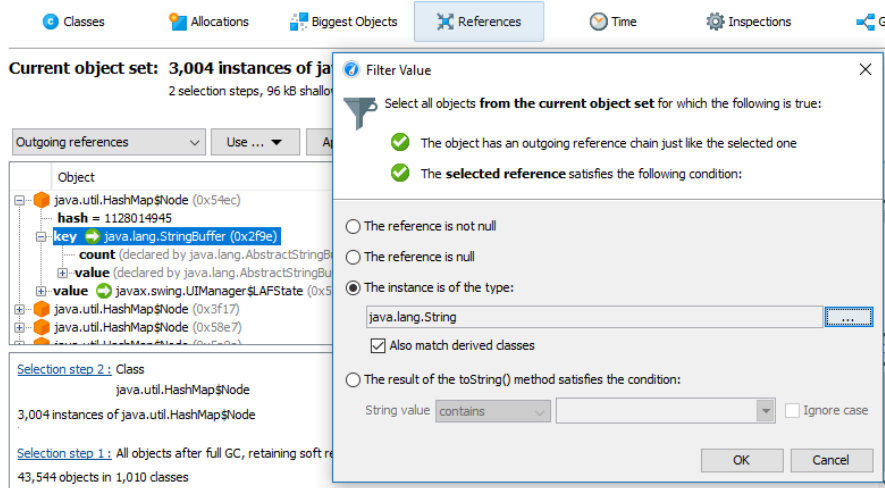 Classes Allocations Biggest Objects References Time Inspections
Current object set: 3,004 instances of ja
2 selection steps, 96 kB shallo
Outgoing references Use ...
Object
java.util.HashMap$Node (0x54ec)
hash = 1128014945
key java.lang.StringBuffer (0x2f9e)
count (declared by java.lang.AbstractStringBu
value (declared by java.lang.AbstractStringBu
value javax.swing.UIManager$LAFState (0x5
java.util.HashMap$Node (0x3f17)
java.util.HashMap$Node (0x58e7)
Selection step 2 : Class
java.util.HashMap$Node
3,004 instances of java.util.HashMap$Node
Selection step 1 : All objects after full GC, retaining soft re
43,544 objects in 1,010 classes
Filter Value
Select all objects from the current object set for which the following is true:
The object has an outgoing reference chain just like the selected one
The selected reference satisfies the following condition:
The reference is not null
The reference is null
The instance is of the type:
java.lang.String ...
Also match derived classes
The result of the toString() method satisfies the condition:
String value contains Ignore case
OK Cancel